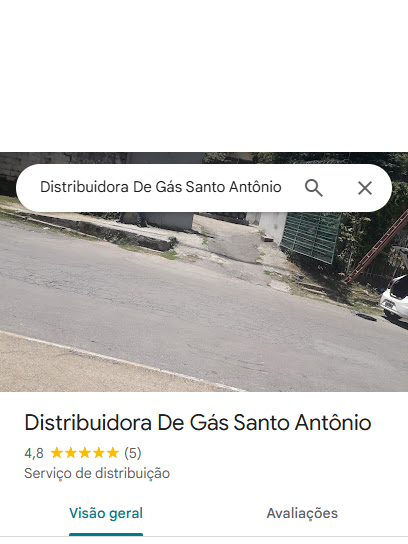 Distribuidora De Gás Santo Antônio
Distribuidora De Gás Santo Antônio
4,8 (5)
Serviço de distribuição
Visão geral Avaliações